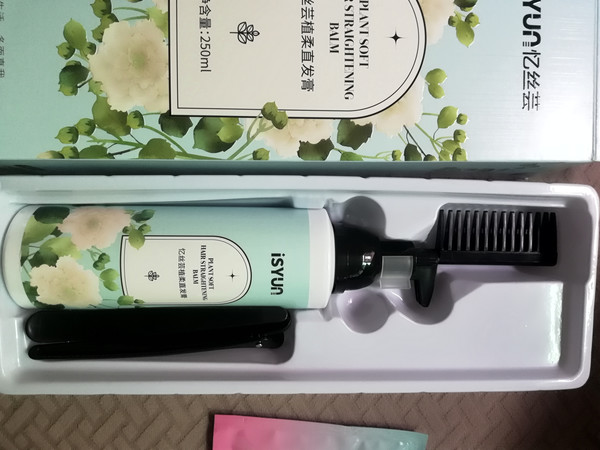 iSYUN 忆丝芸
PLANT SOFT
HAIR STRAIGHTENING
BALM
丝芸植柔直发膏
含量:250ml
iSYUN
PLANT SOFT
HAIR STRAIGHTENING
BALM
忆丝芸植柔直发膏